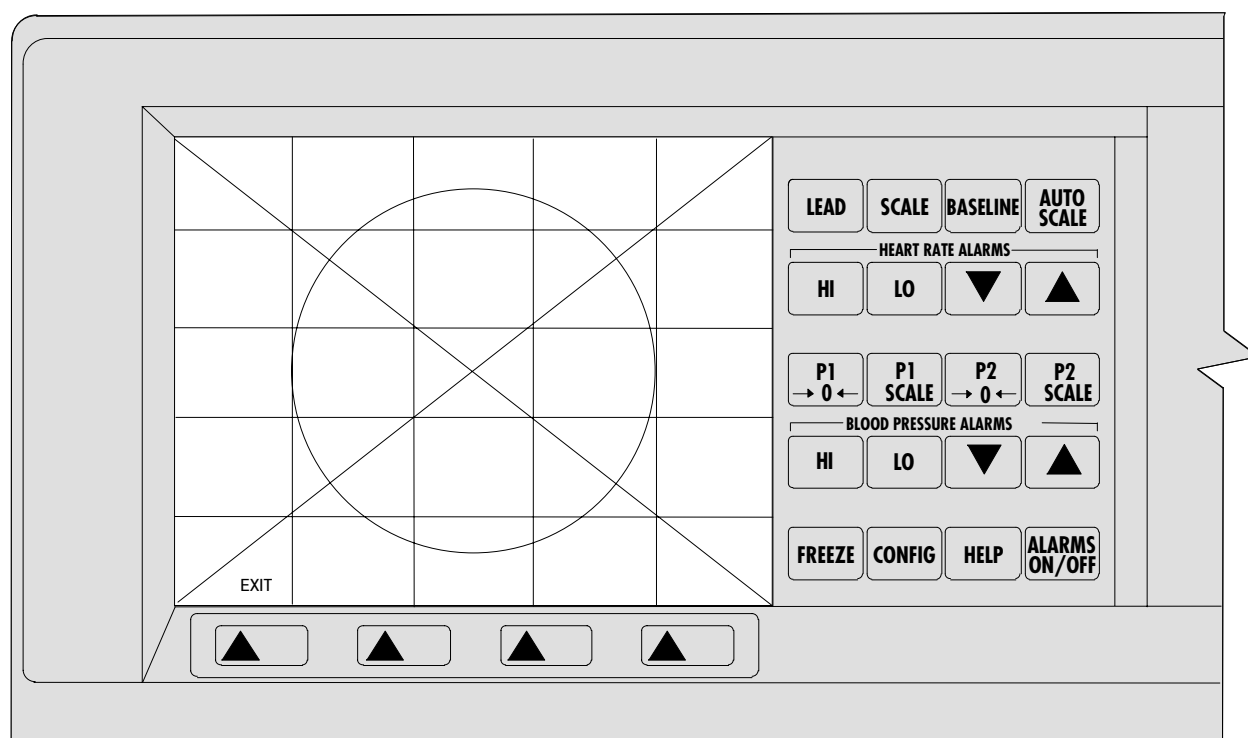 LEAD SCALE BASELINE AUTO SCALE
HEART RATE ALARMS
HI LO ▼ ▲
P1 →0← P1 SCALE P2 →0← P2 SCALE
BLOOD PRESSURE ALARMS
HI LO ▼ ▲
FREEZE CONFIG HELP ALARMS ON/OFF
EXIT